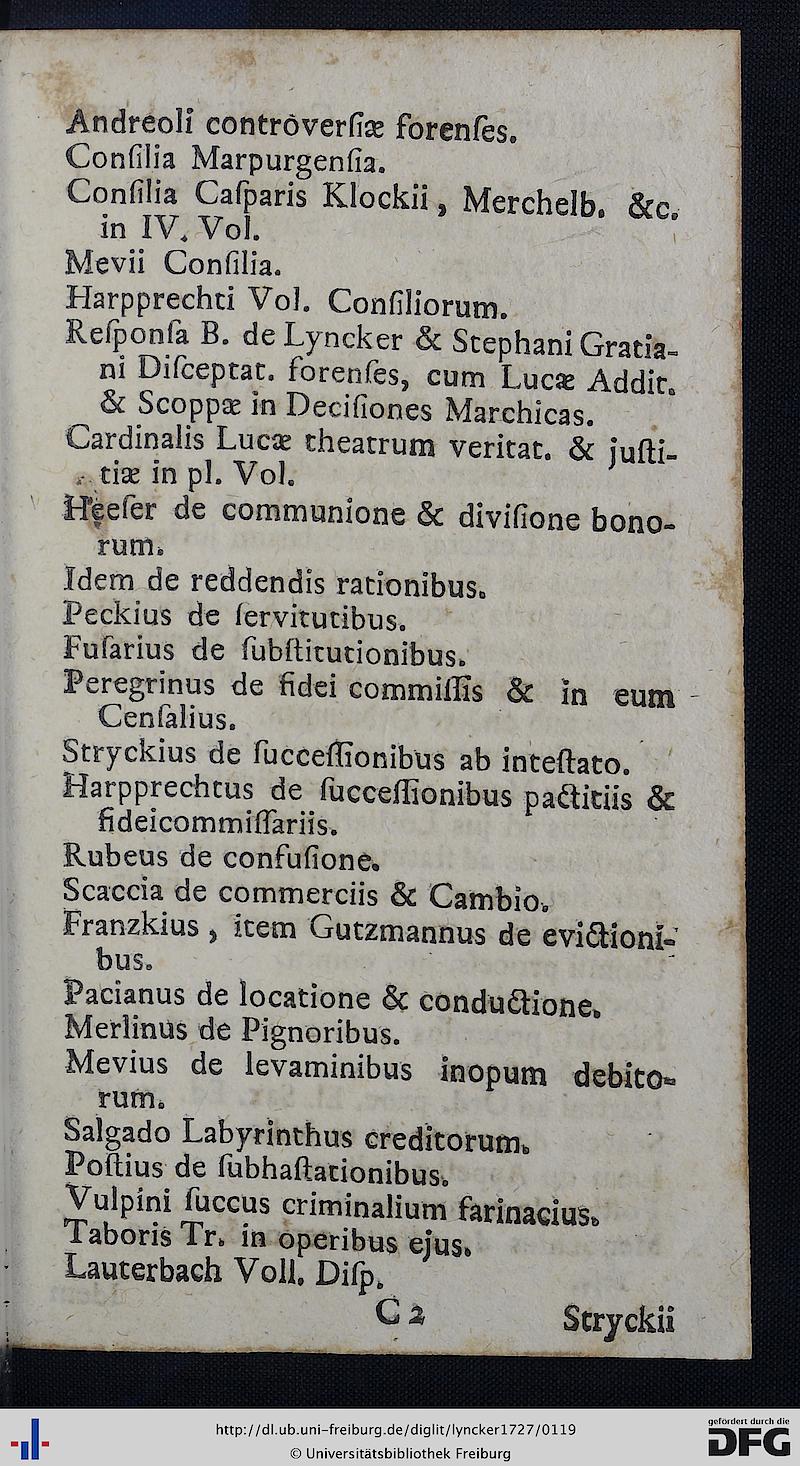 Andreoli contrŏverſiæ forenſes.
Conſilia Marpurgenſia.
Conſilia Caſparis Klockii, Merchelb. &c.
in IV. Vol.
Mevii Conſilia.
Harpprechti Vol. Conſiliorum.
Reſponſa B. de Lyncker & Stephani Gratia-
ni Diſceptat. forenſes, cum Lucæ Addit.
& Scoppæ in Deciſiones Marchicas.
Cardinalis Lucæ theatrum veritat. & juſti-
tiæ in pl. Vol.
Heeſer de communione & diviſione bono-
rum.
Idem de reddendis rationibus.
Peckius de ſervitutibus.
Fuſarius de ſubſtitutionibus.
Peregrinus de fidei commiſſis & in eum
Cenſalius.
Stryckius de ſucceſſionibus ab inteſtato.
Harpprechtus de ſucceſſionibus pactitiis &
fideicommiſſariis.
Rubeus de confuſione.
Scaccia de commerciis & Cambio.
Franzkius, item Gutzmannus de evictioni-
bus.
Pacianus de locatione & conductione.
Merlinus de Pignoribus.
Mevius de levaminibus inopum debito-
rum.
Salgado Labyrinthus creditorum.
Poſtius de ſubhaſtationibus.
Vulpini ſuccus criminalium farinacius.
Taboris Tr. in operibus ejus.
Lauterbach Voll. Diſp.
C 2 Stryckii
http://dl.ub.uni-freiburg.de/diglit/lyncker1727/0119
© Universitätsbibliothek Freiburg
gefördert durch die
DFG